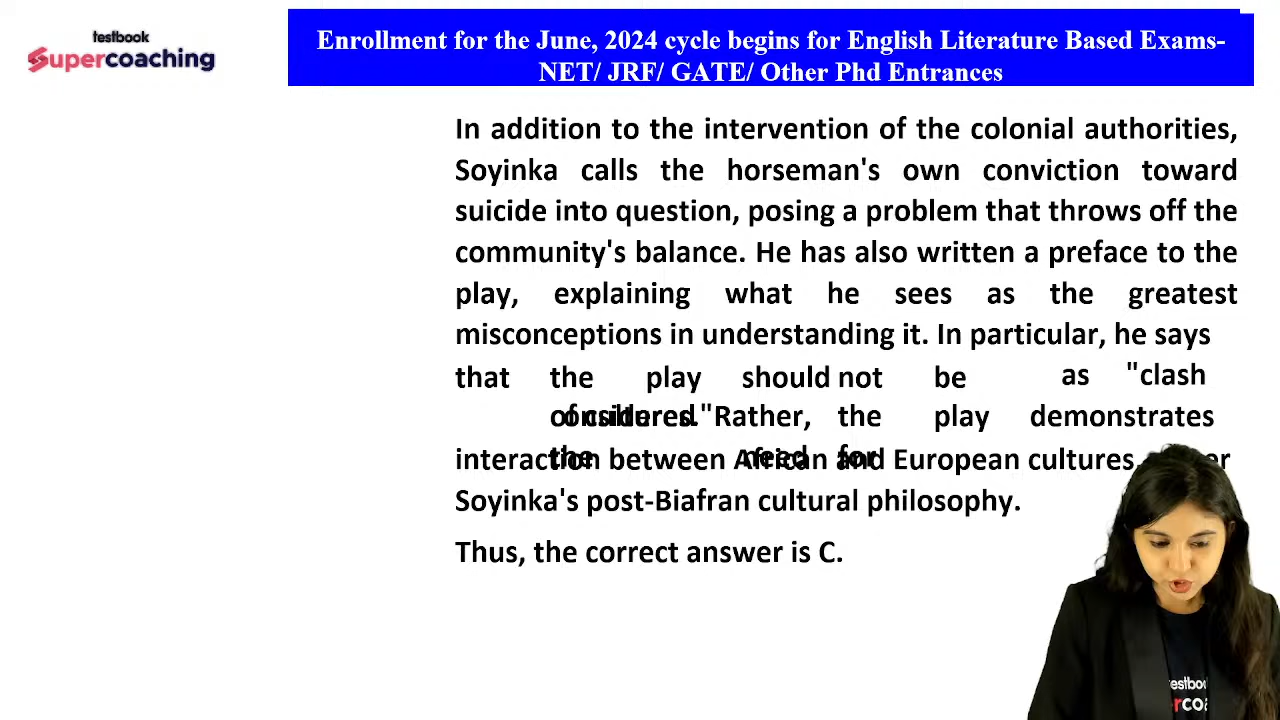 testbook
Supercoaching
Enrollment for the June, 2024 cycle begins for English Literature Based Exams-
NET/ JRF/ GATE/ Other Phd Entrances
In addition to the intervention of the colonial authorities,
Soyinka calls the horseman's own conviction toward
suicide into question, posing a problem that throws off the
community's balance. He has also written a preface to the
play, explaining what he sees as the greatest
misconceptions in understanding it. In particular, he says
that the play should not be as "clash
"Rather, the play demonstrates
the need for
interaction between African and European cultures,
Soyinka's post-Biafran cultural philosophy.
Thus, the correct answer is C.